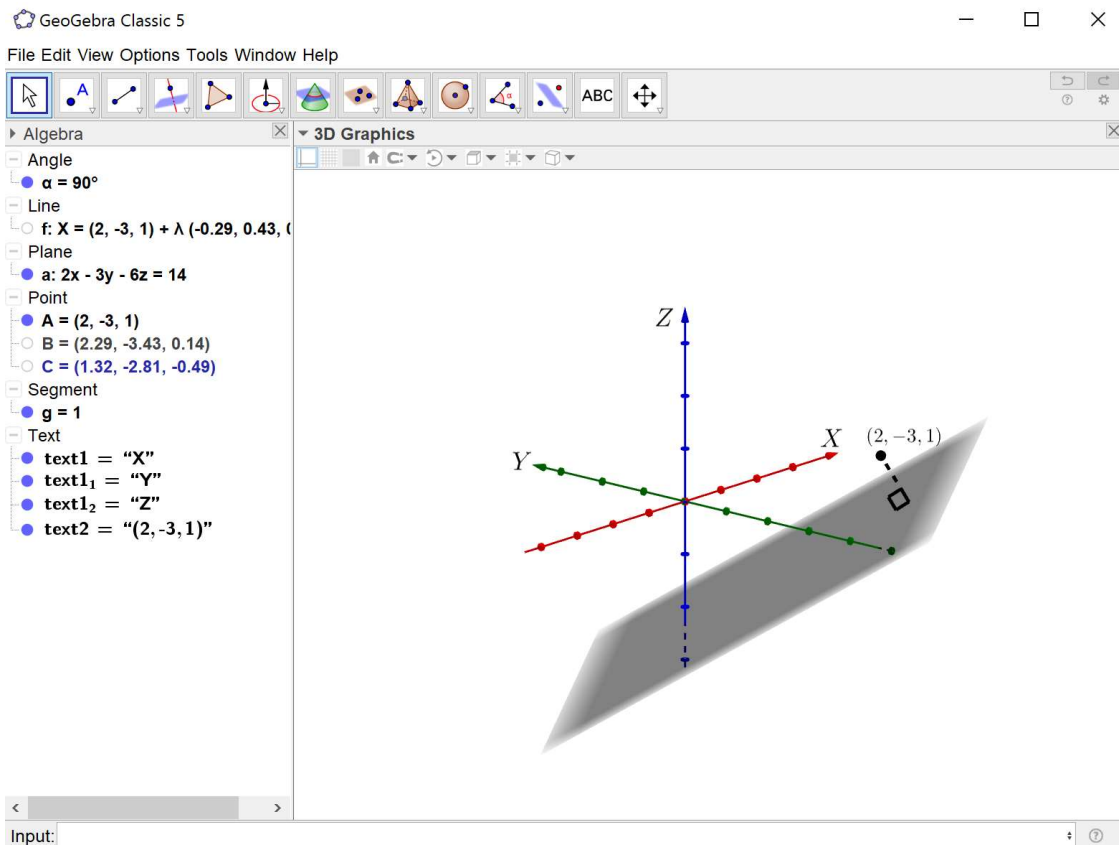 GeoGebra Classic 5
File Edit View Options Tools Window Help
A
α
ABC
Algebra
3D Graphics
Angle
α = 90°
Line
f: X = (2, -3, 1) + λ (-0.29, 0.43, 0
Plane
a: 2x - 3y - 6z = 14
Point
A = (2, -3, 1)
B = (2.29, -3.43, 0.14)
C = (1.32, -2.81, -0.49)
Segment
g = 1
Text
text1 = “X”
text1₁ = “Y”
text1₂ = “Z”
text2 = “(2,-3,1)”
Z
X
(2, −3, 1)
Y
Input: